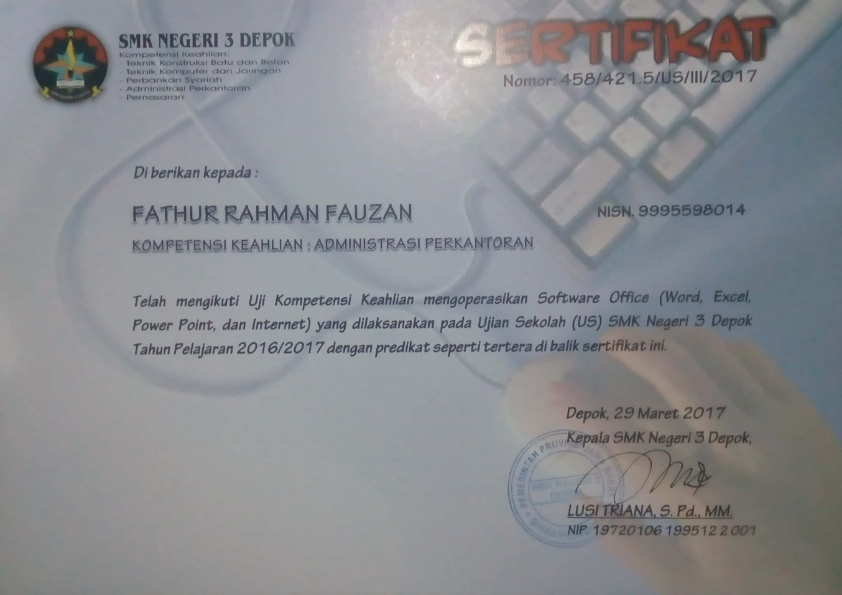 SMK NEGERI 3 DEPOK
Kompetensi Keahlian:
- Teknik Konstruksi Batu dan Beton
- Teknik Komputer dan Jaringan
- Perbankan Syariah
- Administrasi Perkantoran
- Pemasaran
SERTIFIKAT
Nomor: 458/421.5/US/III/2017
Di berikan kepada :
FATHUR RAHMAN FAUZAN
NISN. 9995598014
KOMPETENSI KEAHLIAN : ADMINISTRASI PERKANTORAN
Telah mengikuti Uji Kompetensi Keahlian mengoperasikan Software Office (Word, Excel,
Power Point, dan Internet) yang dilaksanakan pada Ujian Sekolah (US) SMK Negeri 3 Depok
Tahun Pelajaran 2016/2017 dengan predikat seperti tertera di balik sertifikat ini.
Depok, 29 Maret 2017
Kepala SMK Negeri 3 Depok,
PEMERINTAH
LUSI TRIANA, S. Pd., MM.
NIP. 19720106 199512 2 001